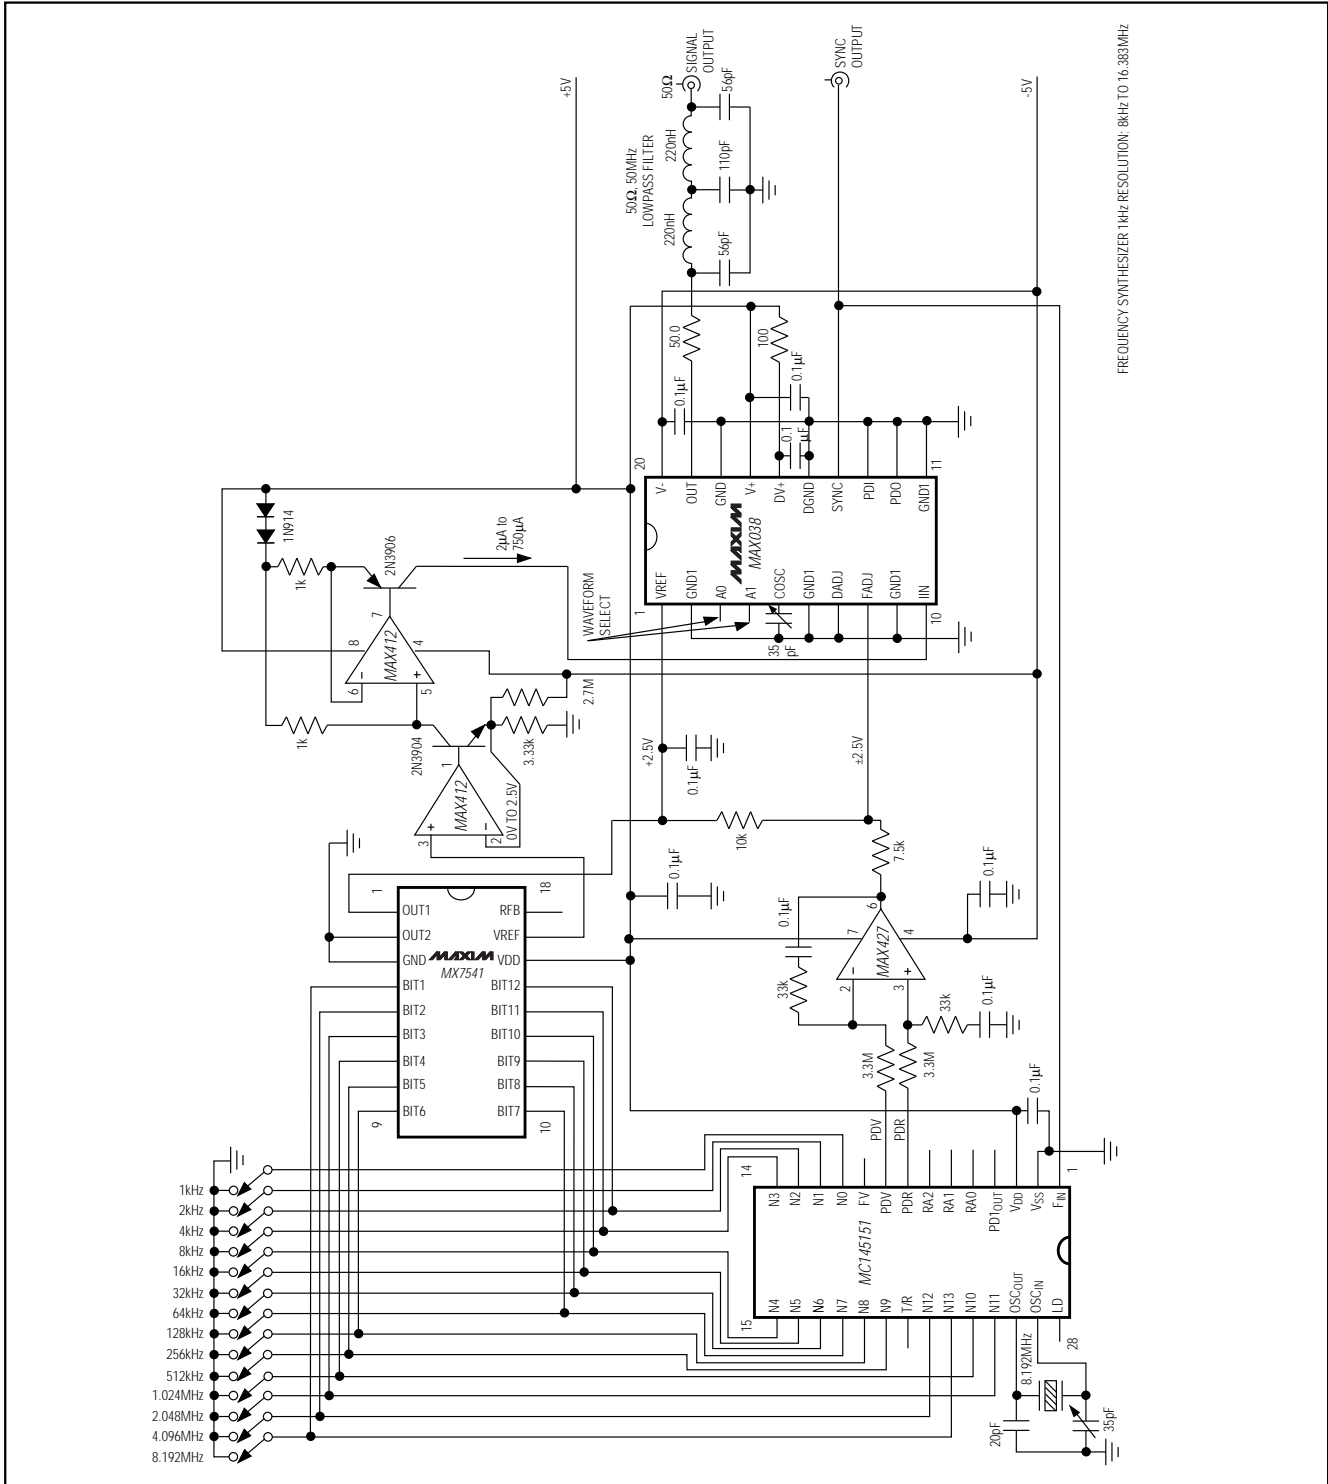 +5V
50Ω
SIGNAL
OUTPUT
56pF
220nH
110pF
50Ω, 50MHz
LOWPASS FILTER
220nH
56pF
SYNC
OUTPUT
-5V
FREQUENCY SYNTHESIZER 1kHz RESOLUTION; 8kHz TO 16.383MHz
50.0
100
0.1µF
0.1µF
0.1
µF
20
11
V-
OUT
GND
V+
DV+
DGND
SYNC
PDI
PDO
GND1
MAXIM
MAX038
VREF
GND1
A0
A1
COSC
GND1
DADJ
FADJ
GND1
IIN
1
10
WAVEFORM
SELECT
35
pF
1N914
1k
2N3906
2µA to
750µA
7
8
4
MAX412
6
5
1k
2N3904
2.7M
3.33k
1
MAX412
3
2
0V TO 2.5V
+2.5V
0.1µF
±2.5V
10k
7.5k
0.1µF
0.1µF
0.1µF
6
7
4
MAX427
2
3
33k
33k
0.1µF
3.3M
3.3M
PDV
PDR
0.1µF
1
18
OUT1
RFB
OUT2
VREF
GND
VDD
MAXIM
MX7541
BIT1
BIT12
BIT2
BIT11
BIT3
BIT10
BIT4
BIT9
BIT5
BIT8
BIT6
BIT7
9
10
1kHz
2kHz
4kHz
8kHz
16kHz
32kHz
64kHz
128kHz
256kHz
512kHz
1.024MHz
2.048MHz
4.096MHz
8.192MHz
14
1
N3
N2
N1
N0
FV
PDV
PDR
RA2
RA1
RA0
PD1OUT
VDD
VSS
FIN
MC145151
N4
N5
N6
N7
N8
N9
T/R
N12
N13
N10
N11
OSCOUT
OSCIN
LD
15
28
8.192MHz
20pF
35pF